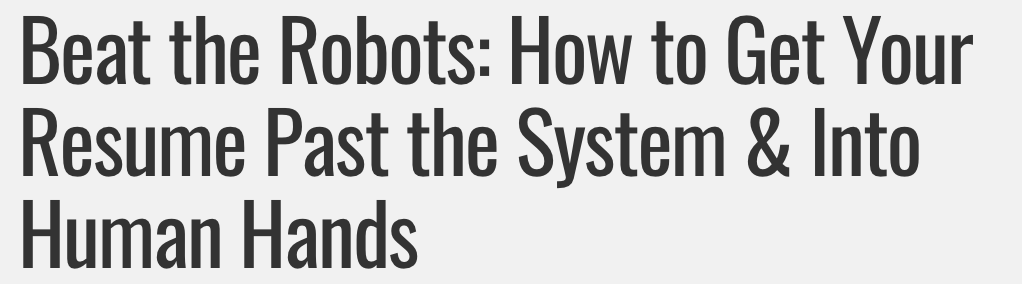 Beat the Robots: How to Get Your
Resume Past the System & Into
Human Hands